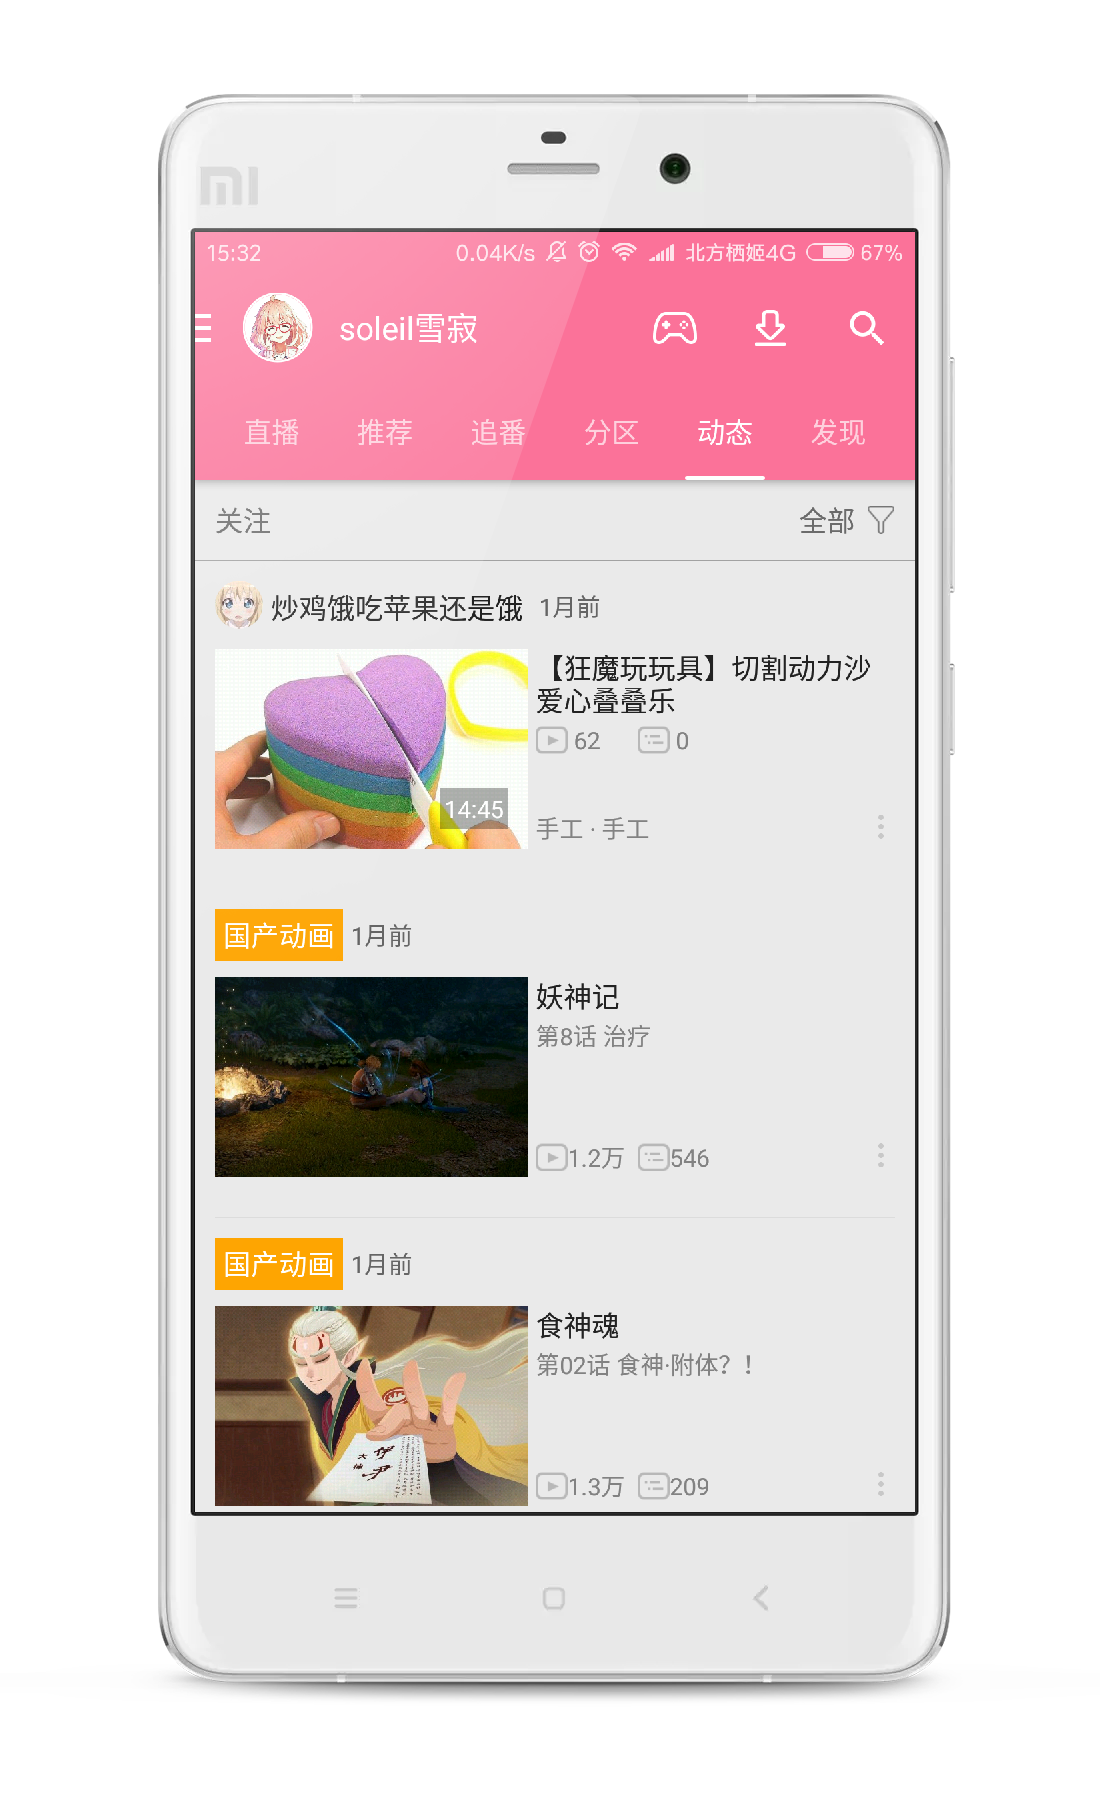 MI
15:32 0.04K/s 北方栖姬4G 67%
soleil雪寂
直播 推荐 追番 分区 动态 发现
关注 全部
炒鸡饿吃苹果还是饿 1月前
【狂魔玩玩具】切割动力沙
爱心叠叠乐
62 0
14:45
手工 · 手工
国产动画 1月前
妖神记
第8话 治疗
1.2万 546
国产动画 1月前
食神魂
第02话 食神·附体？！
1.3万 209